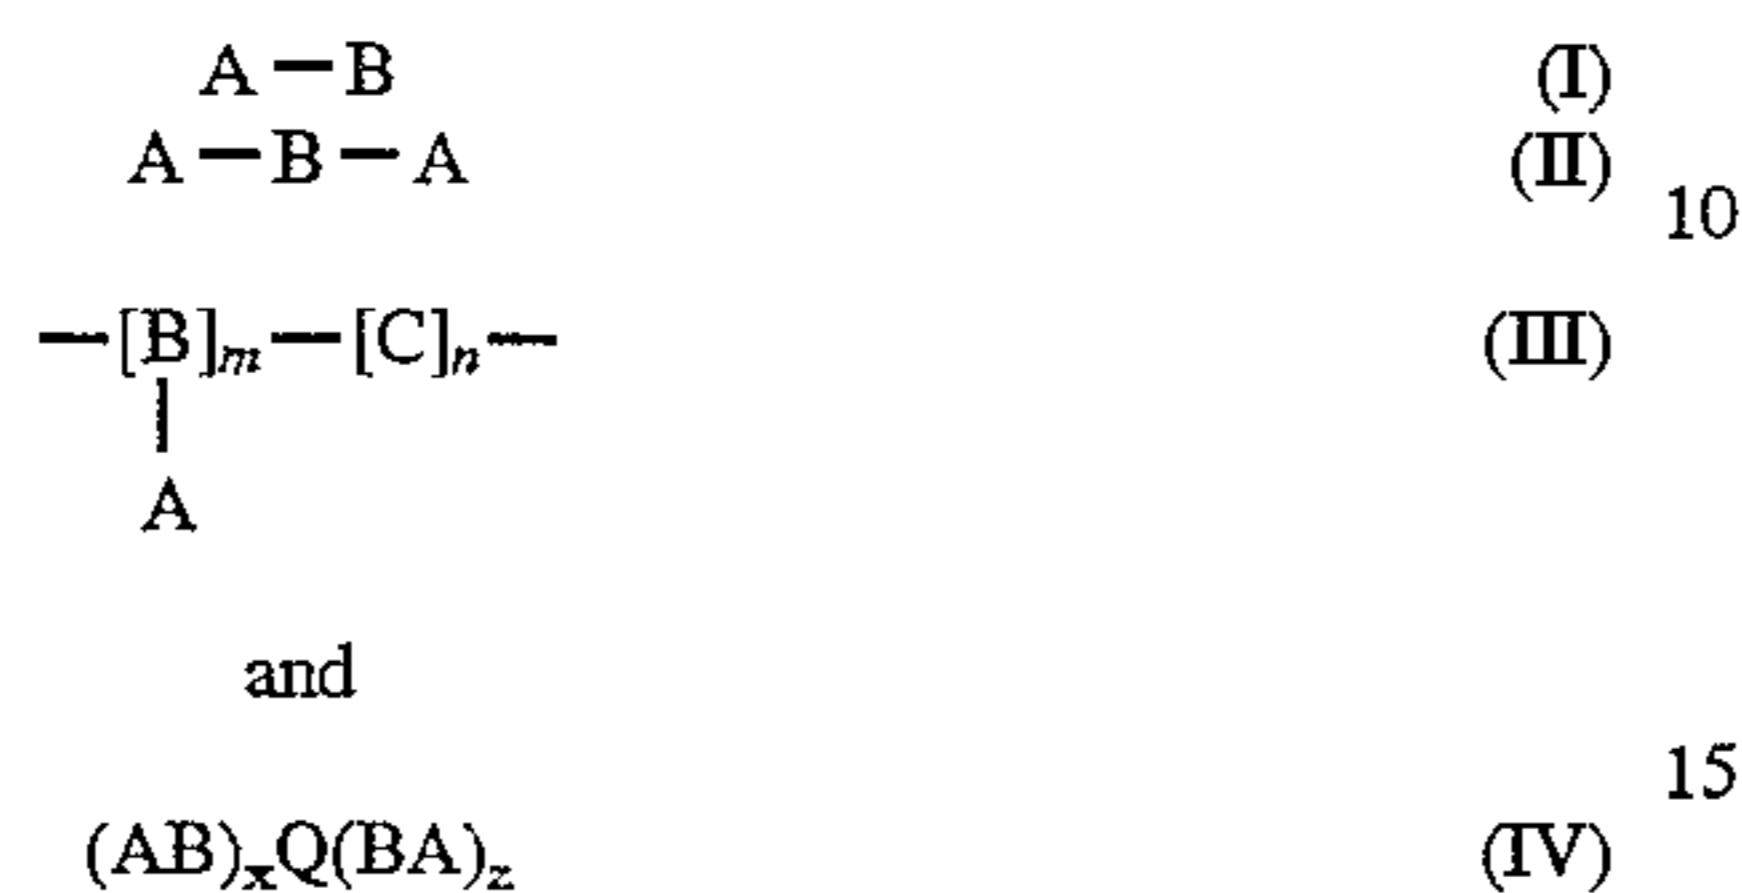 A—B (I)
A—B—A (II)
10
—[B]m—[C]n— (III)
|
A
and
15
(AB)xQ(BA)z (IV)